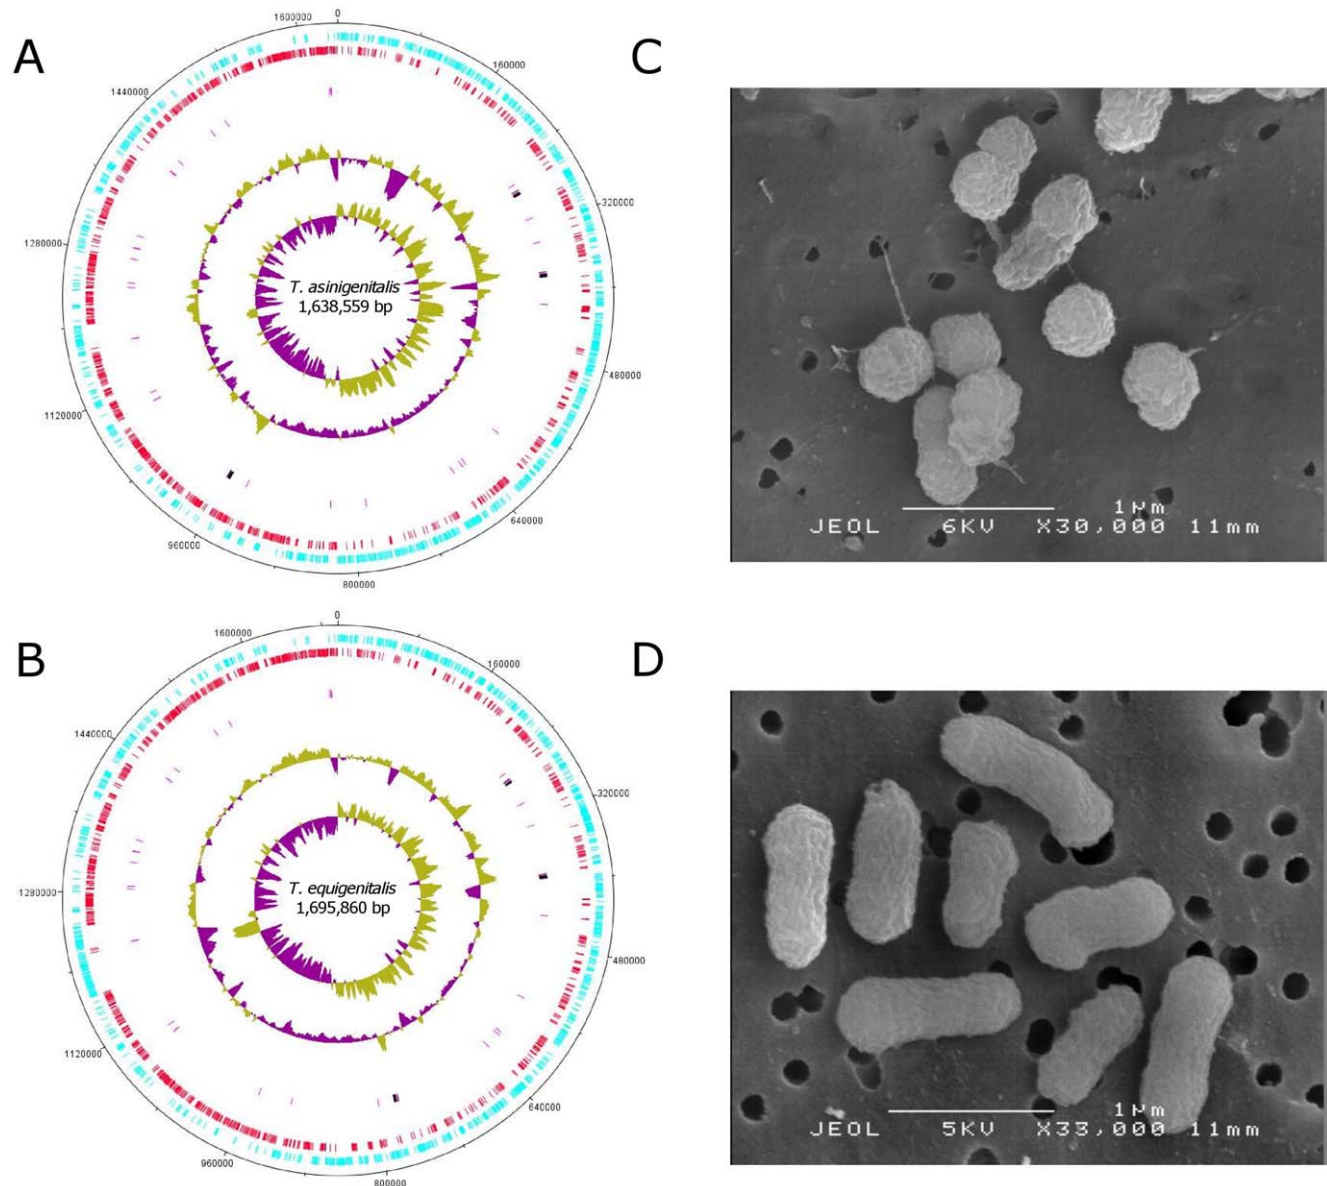 A
0
160000
320000
480000
640000
800000
960000
1120000
1280000
1440000
1600000
T. asinigenitalis
1,638,559 bp
C
1μm
JEOL 6KV X30,000 11mm
B
0
160000
320000
480000
640000
800000
960000
1120000
1280000
1440000
1600000
T. equigenitalis
1,695,860 bp
D
1μm
JEOL 5KV X33,000 11mm